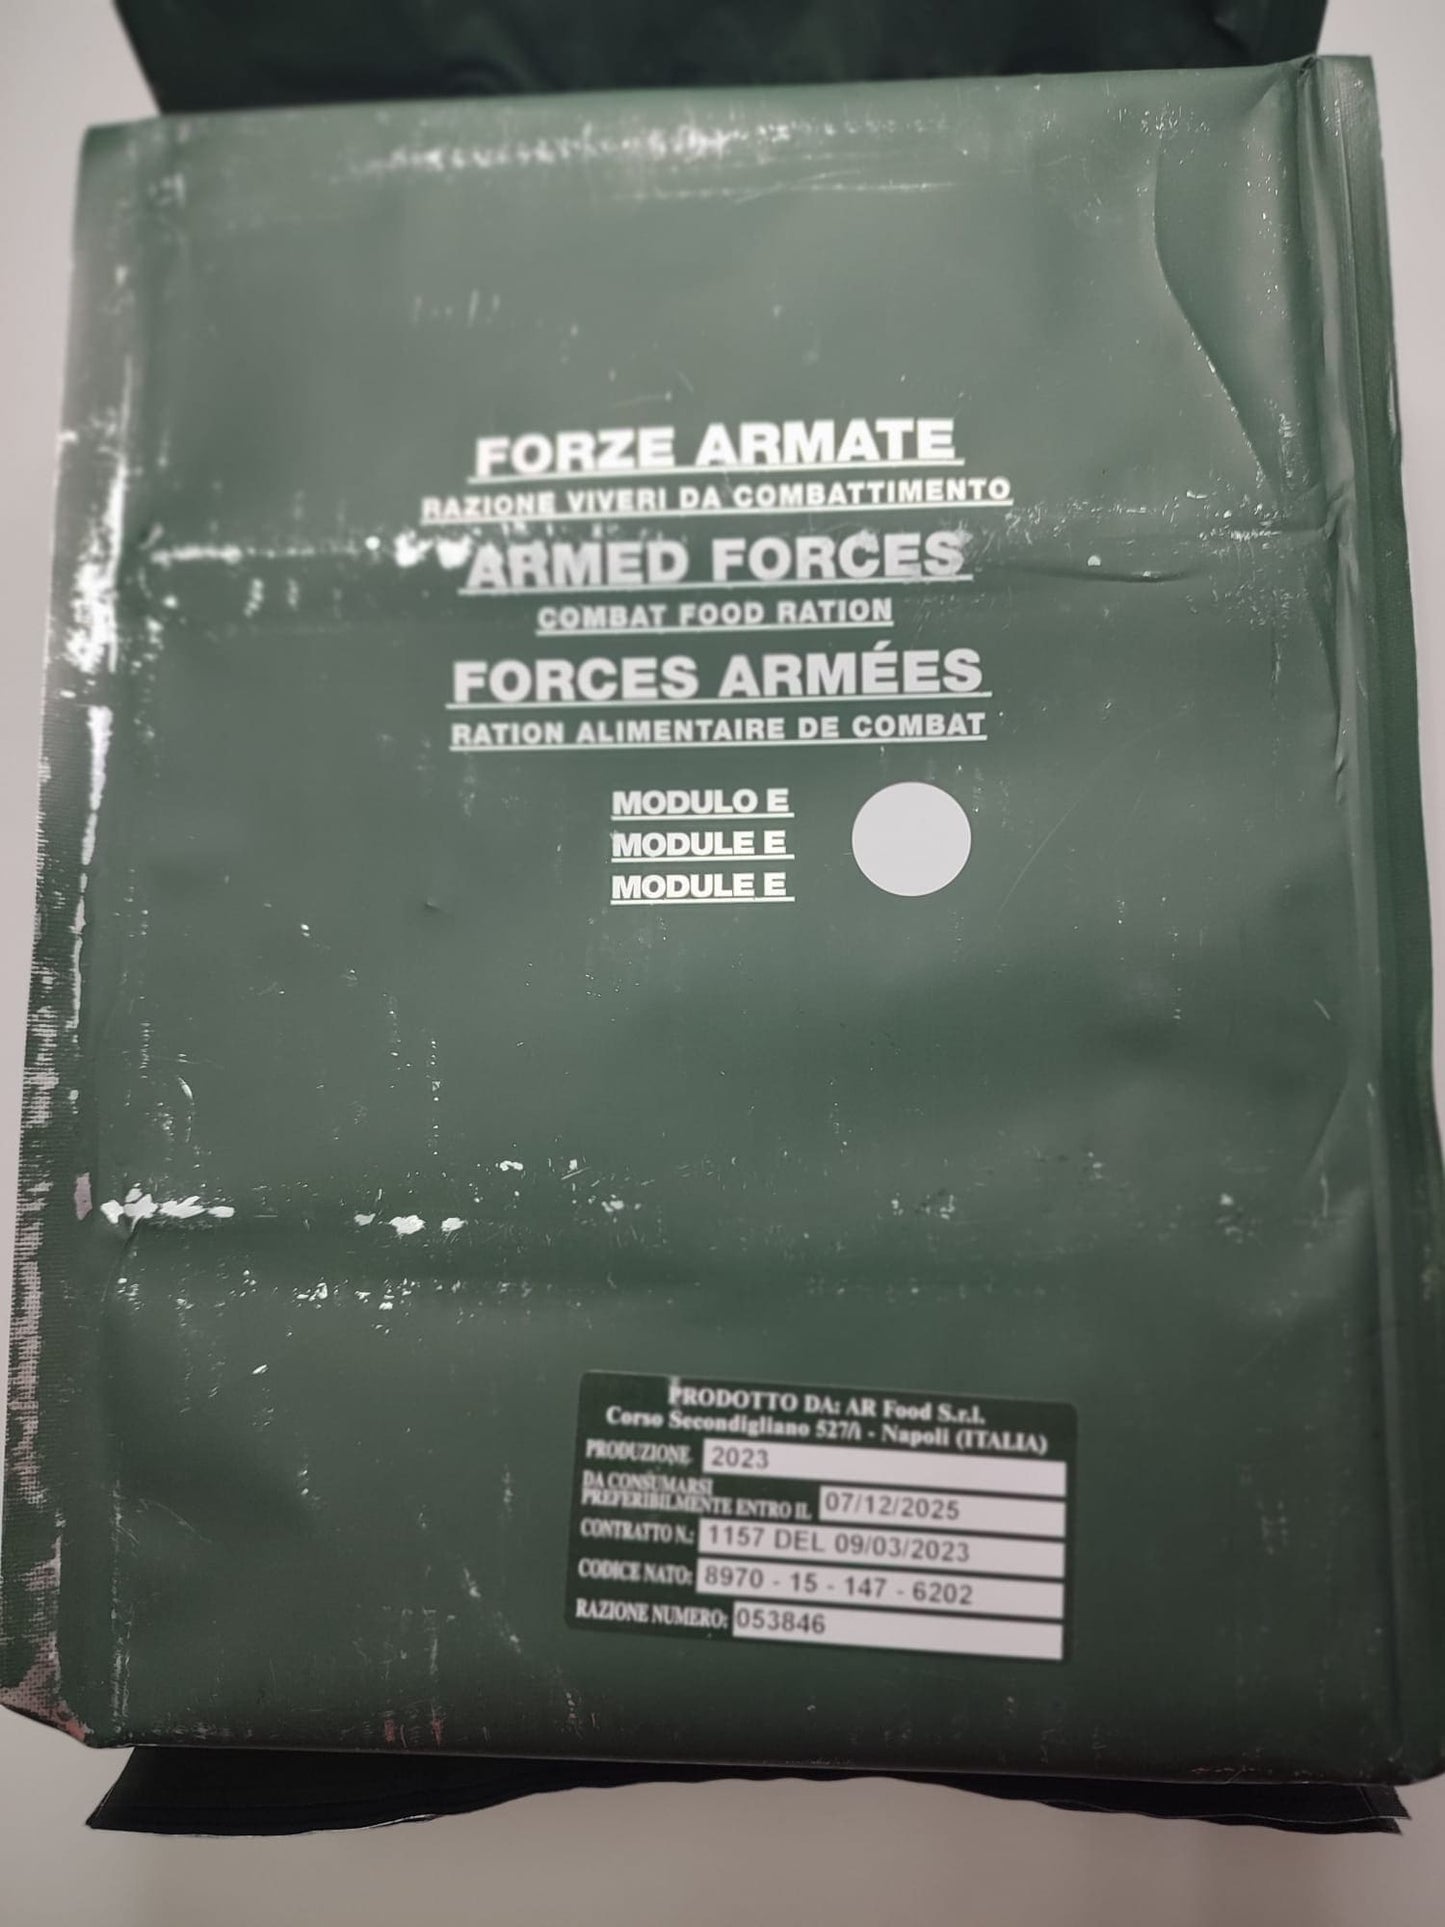 FORZE ARMATE
RAZIONE VIVERI DA COMBATTIMENTO
ARMED FORCES
COMBAT FOOD RATION
FORCES ARMÉES
RATION ALIMENTAIRE DE COMBAT
MODULO E
MODULE E
MODULE E
PRODOTTO DA: AR Food S.r.l.
Corso Secondigliano - Napoli (ITALIA)
PRODUZIONE 2023
DA CONSUMARSI
PREFERIBILMENTE ENTRO IL 07/12/2025
CONTRATTO N.: 1157 DEL 09/03/2023
CODICE NATO: 8970 - 15 - 147 - 6202
RAZIONE NUMERO: 053846